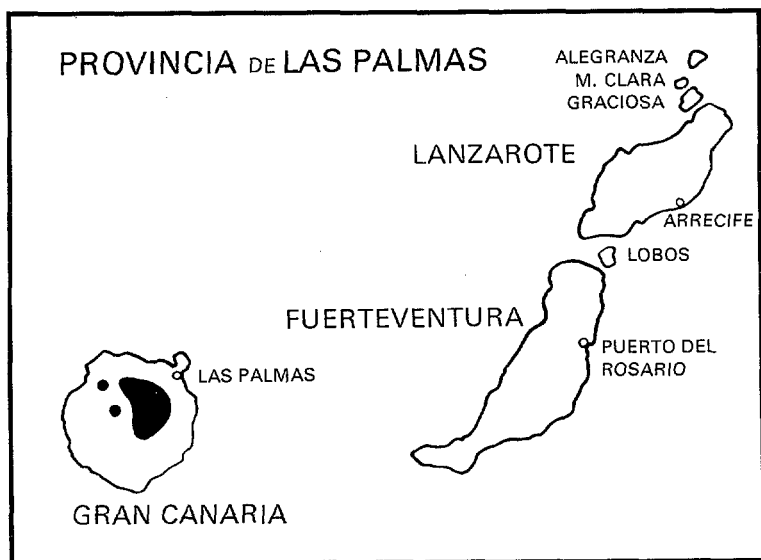 PROVINCIA DE LAS PALMAS
ALEGRANZA
M. CLARA
GRACIOSA
LANZAROTE
ARRECIFE
LOBOS
FUERTEVENTURA
PUERTO DEL
ROSARIO
LAS PALMAS
GRAN CANARIA